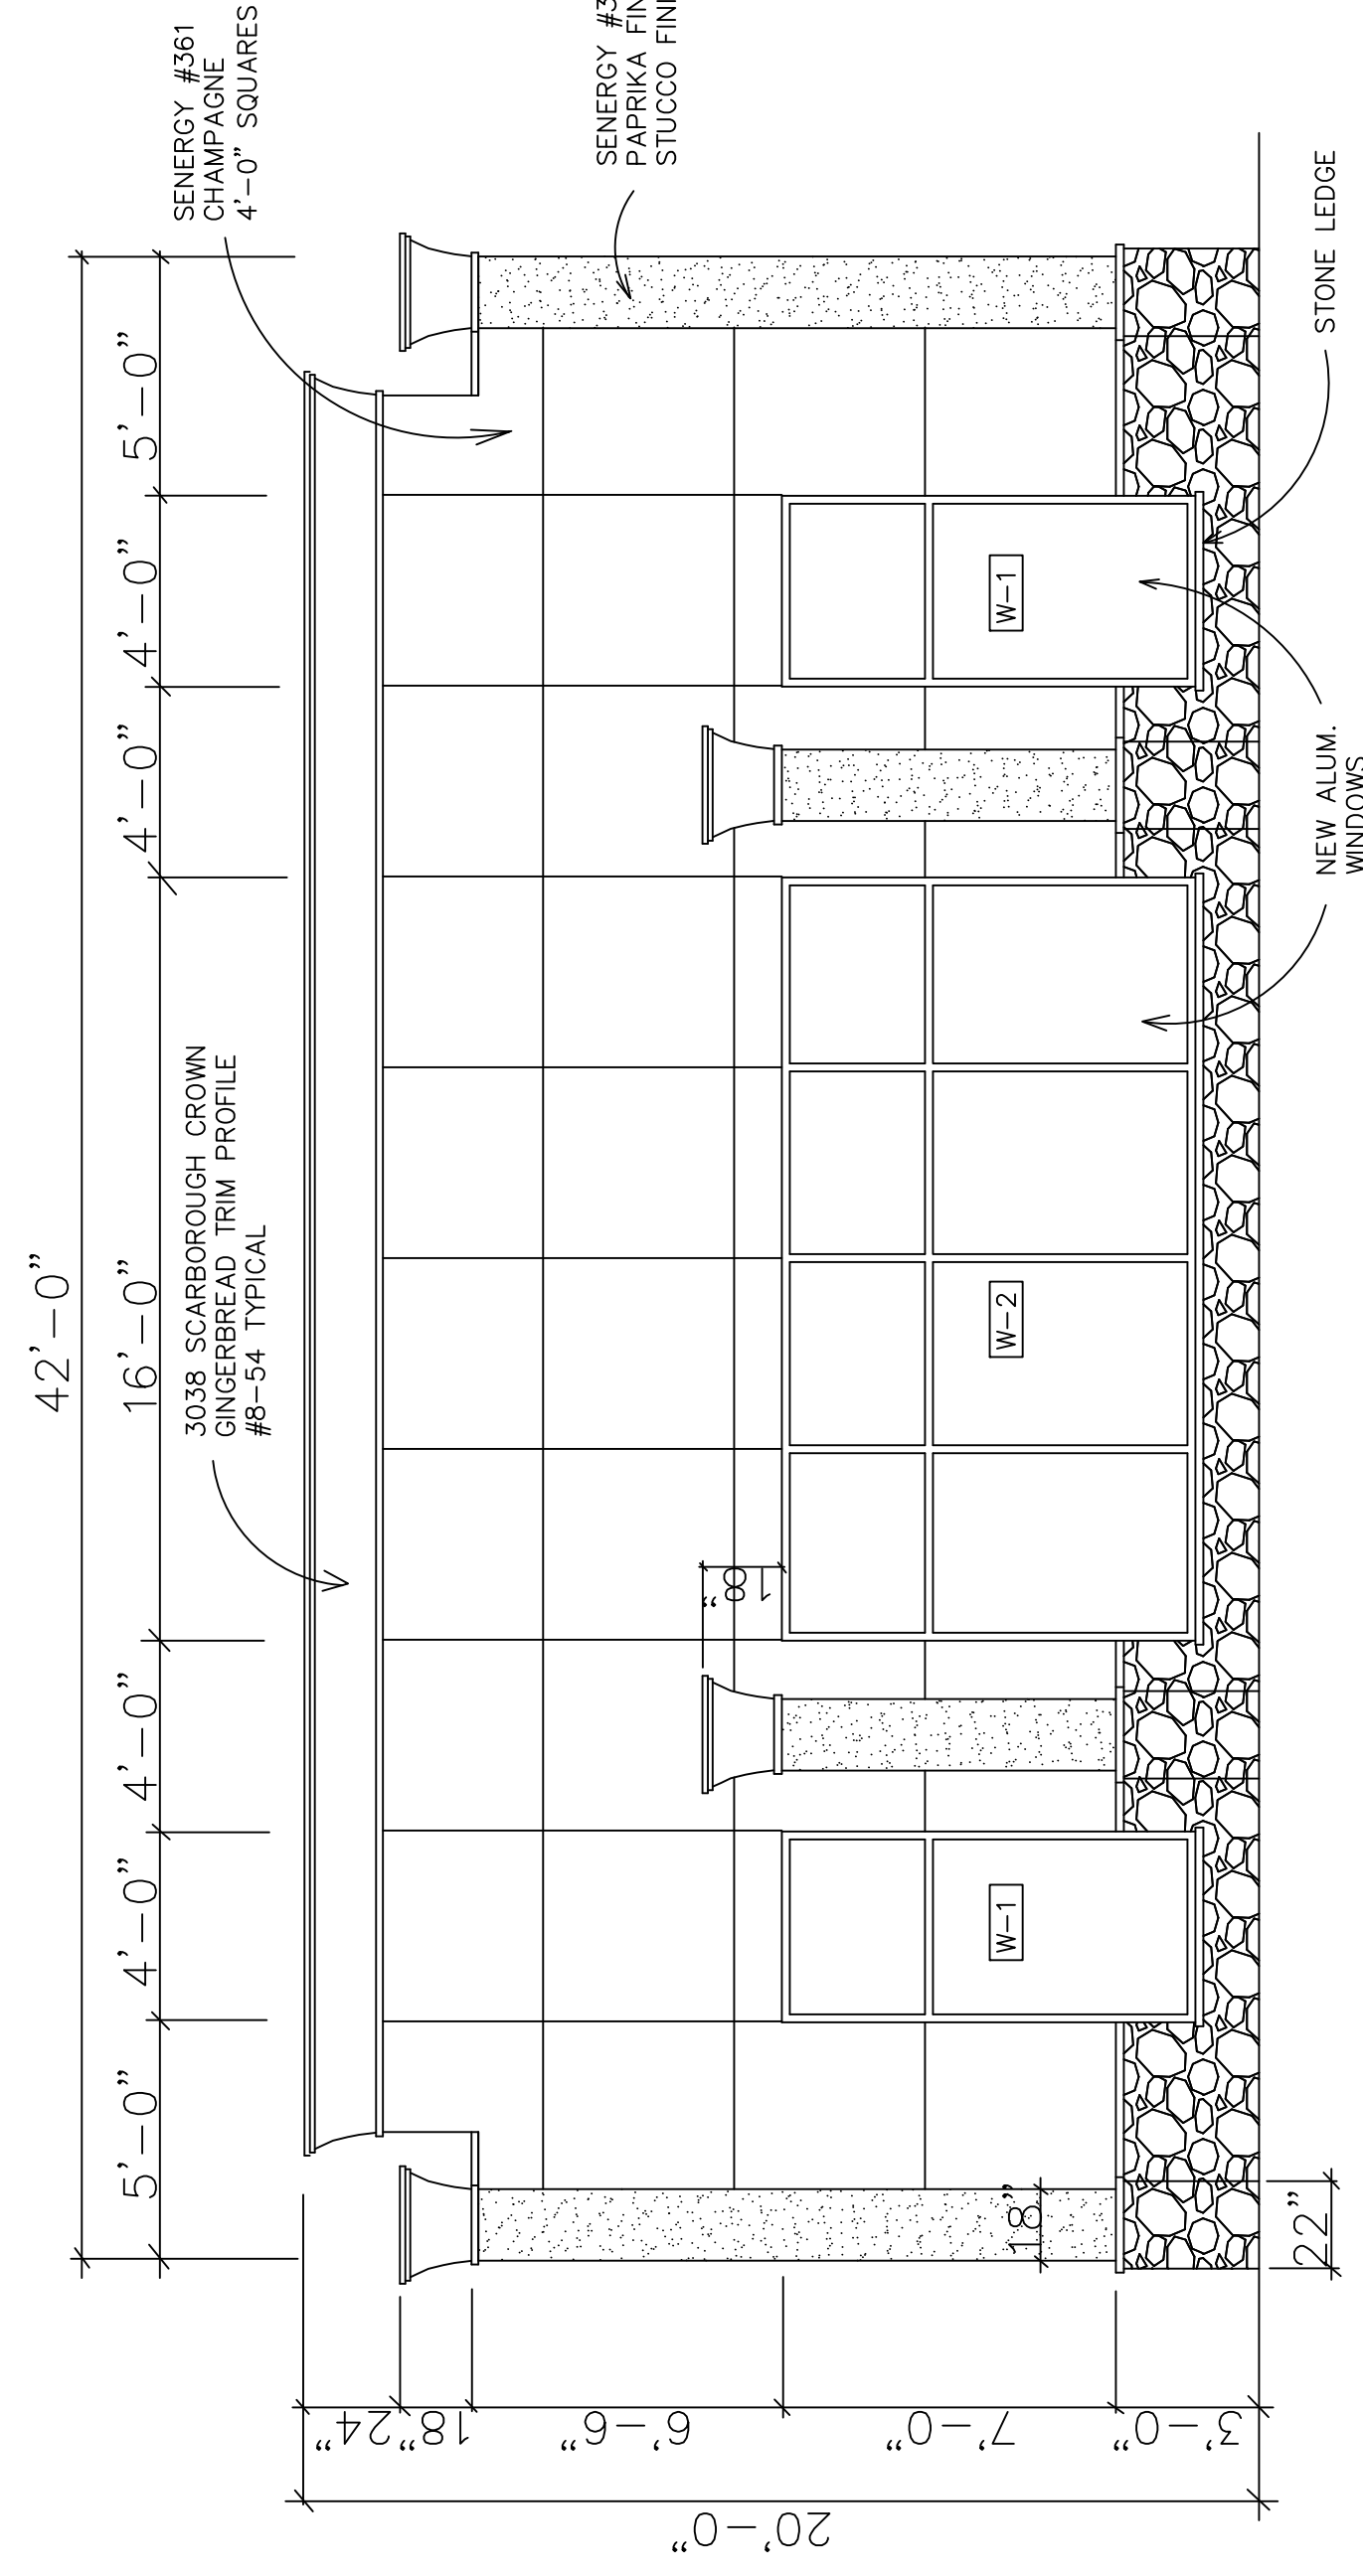 42'-0"
5'-0"
4'-0"
4'-0"
16'-0"
4'-0"
4'-0"
5'-0"
3038 SCARBOROUGH CROWN
GINGERBREAD TRIM PROFILE
#8-54 TYPICAL
SENERGY #361
CHAMPAGNE
4'-0" SQUARES
SENERGY
PAPRIKA
STUCCO
20'-0"
24"
18"
6'-6"
7'-0"
3'-0"
18"
18"
22"
W-1
W-2
W-1
NEW ALUM.
WINDOWS
STONE LEDGE